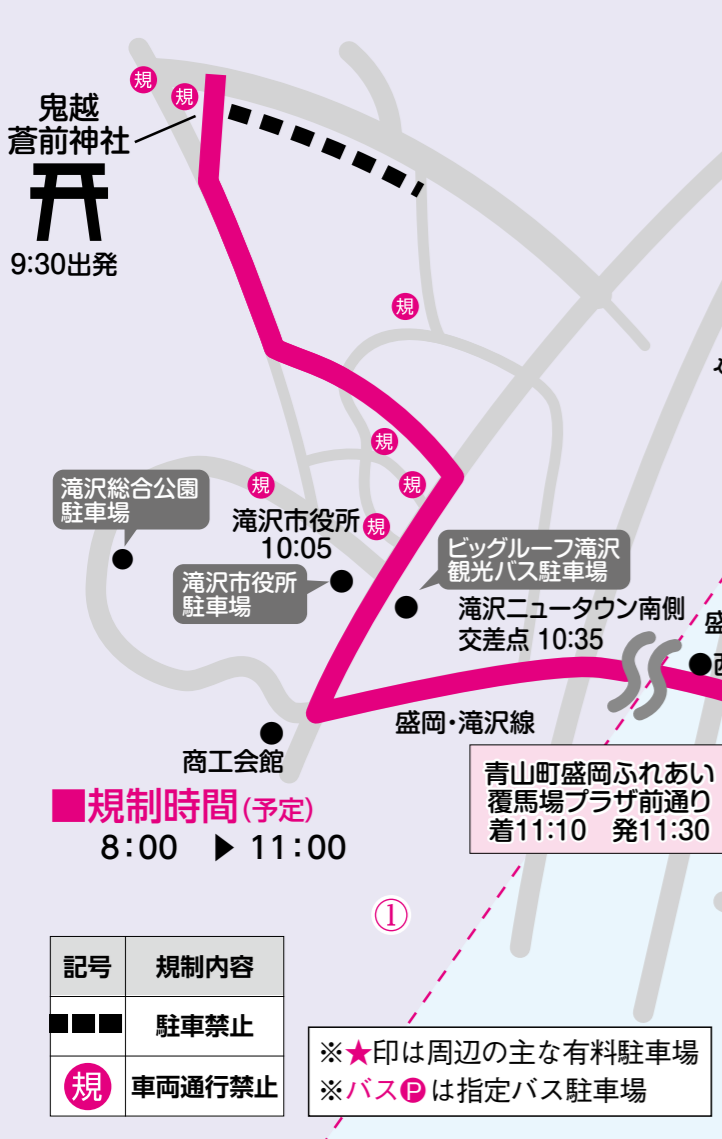 規
規
鬼越
蒼前神社
9:30出発
規
規
規
規
規
滝沢総合公園
駐車場
滝沢市役所
10:05
滝沢市役所
駐車場
ビッグルーフ滝沢
観光バス駐車場
滝沢ニュータウン南側
交差点 10:35
盛岡・滝沢線
商工会館
青山町盛岡ふれあい
覆馬場プラザ前通り
着11:10 発11:30
■規制時間(予定)
8:00 ▶ 11:00
①
記号 規制内容
駐車禁止
規 車両通行禁止
※★印は周辺の主な有料駐車場
※バスⓅは指定バス駐車場